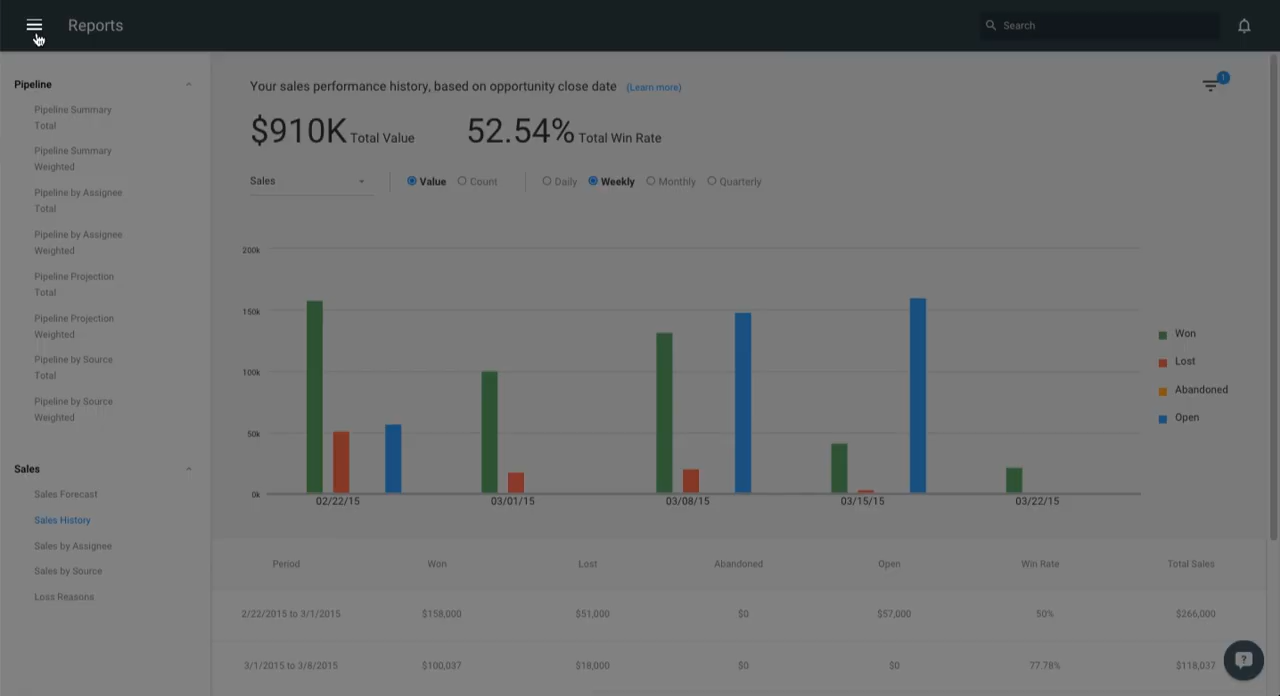 Reports
Search
Pipeline
Pipeline Summary
Total
Pipeline Summary
Weighted
Pipeline by Assignee
Total
Pipeline by Assignee
Weighted
Pipeline Projection
Total
Pipeline Projection
Weighted
Pipeline by Source
Total
Pipeline by Source
Weighted
Sales
Sales Forecast
Sales History
Sales by Assignee
Sales by Source
Loss Reasons
Your sales performance history, based on opportunity close date (Learn more)
1
$910K Total Value 52.54% Total Win Rate
Sales Value Count Daily Weekly Monthly Quarterly
200k
150k
100k
50k
0k
02/22/15 03/01/15 03/08/15 03/15/15 03/22/15
Won
Lost
Abandoned
Open
Period Won Lost Abandoned Open Win Rate Total Sales
2/22/2015 to 3/1/2015 $158,000 $51,000 $0 $57,000 50% $266,000
3/1/2015 to 3/8/2015 $100,037 $18,000 $0 $0 77.78% $118,037
?